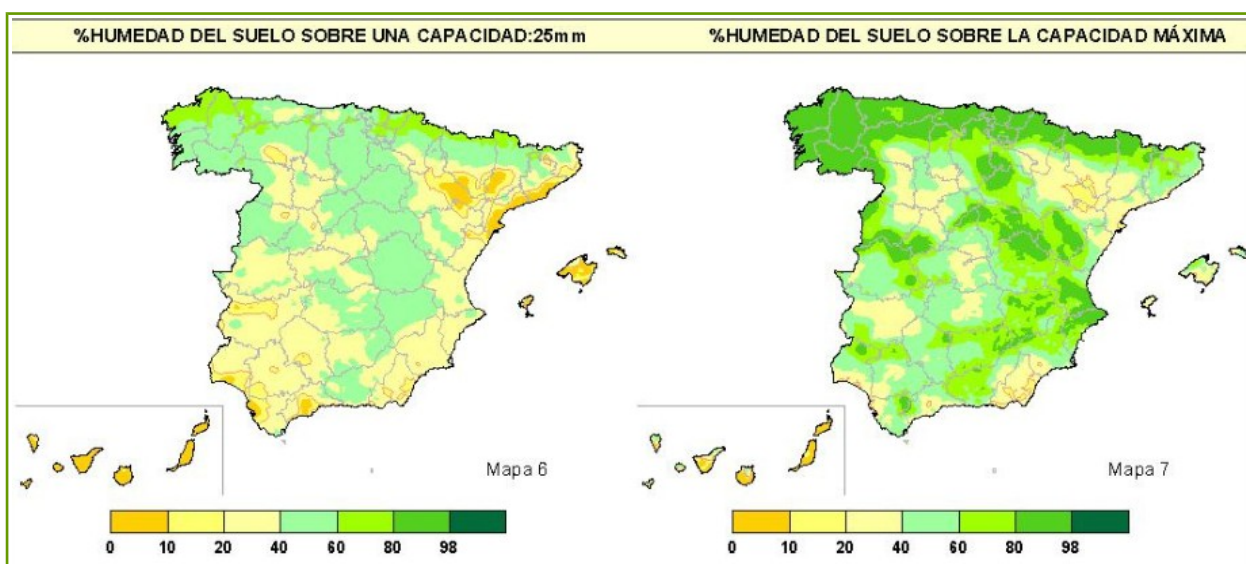 %HUMEDAD DEL SUELO SOBRE UNA CAPACIDAD:25mm
%HUMEDAD DEL SUELO SOBRE LA CAPACIDAD MÁXIMA
Mapa 6
Mapa 7
0 10 20 40 60 80 98
0 10 20 40 60 80 98